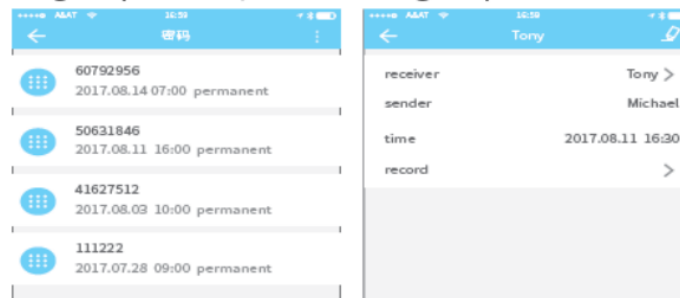 A&AT 16:59
密码
60792956
2017.08.14 07:00 permanent
50631846
2017.08.11 16:00 permanent
41627512
2017.08.03 10:00 permanent
111222
2017.07.28 09:00 permanent
A&AT 16:59
Tony
receiver Tony >
sender Michael
time 2017.08.11 16:30
record >